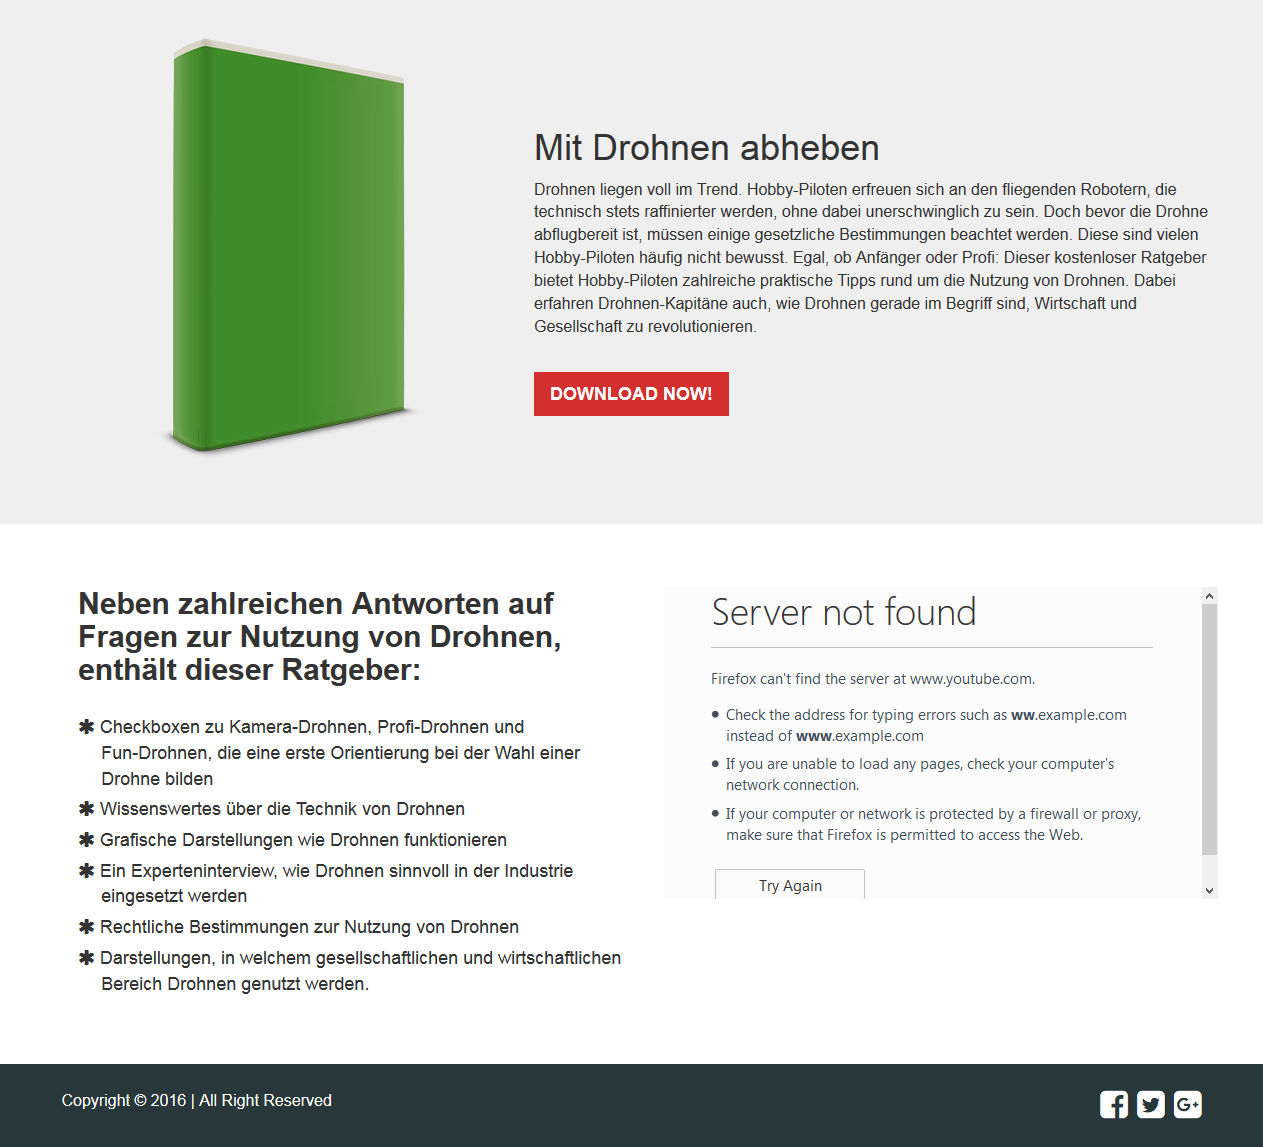 Mit Drohnen abheben
Drohnen liegen voll im Trend. Hobby-Piloten erfreuen sich an den fliegenden Robotern, die
technisch stets raffinierter werden, ohne dabei unerschwinglich zu sein. Doch bevor die Drohne
abflugbereit ist, müssen einige gesetzliche Bestimmungen beachtet werden. Diese sind vielen
Hobby-Piloten häufig nicht bewusst. Egal, ob Anfänger oder Profi: Dieser kostenloser Ratgeber
bietet Hobby-Piloten zahlreiche praktische Tipps rund um die Nutzung von Drohnen. Dabei
erfahren Drohnen-Kapitäne auch, wie Drohnen gerade im Begriff sind, Wirtschaft und
Gesellschaft zu revolutionieren.
DOWNLOAD NOW!
Neben zahlreichen Antworten auf
Fragen zur Nutzung von Drohnen,
enthält dieser Ratgeber:
✱ Checkboxen zu Kamera-Drohnen, Profi-Drohnen und
Fun-Drohnen, die eine erste Orientierung bei der Wahl einer
Drohne bilden
✱ Wissenswertes über die Technik von Drohnen
✱ Grafische Darstellungen wie Drohnen funktionieren
✱ Ein Experteninterview, wie Drohnen sinnvoll in der Industrie
eingesetzt werden
✱ Rechtliche Bestimmungen zur Nutzung von Drohnen
✱ Darstellungen, in welchem gesellschaftlichen und wirtschaftlichen
Bereich Drohnen genutzt werden.
Server not found
Firefox can't find the server at www.youtube.com.
• Check the address for typing errors such as ww.example.com
instead of www.example.com
• If you are unable to load any pages, check your computer's
network connection.
• If your computer or network is protected by a firewall or proxy,
make sure that Firefox is permitted to access the Web.
Try Again
Copyright © 2016 | All Right Reserved